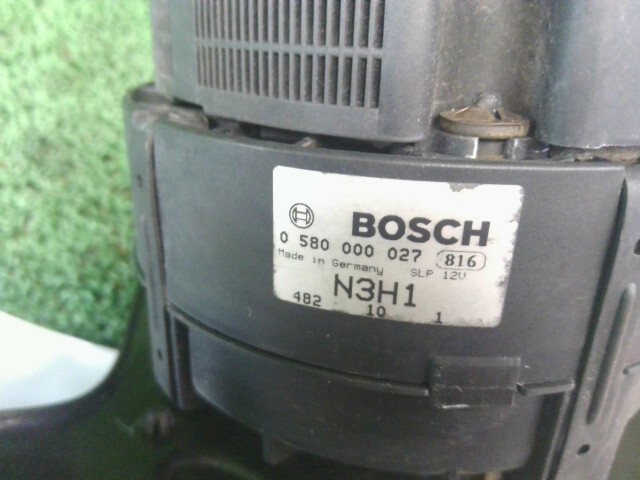 BOSCH
0 580 000 027 816
Made in Germany SLP 12V
N3H1
482 10 1